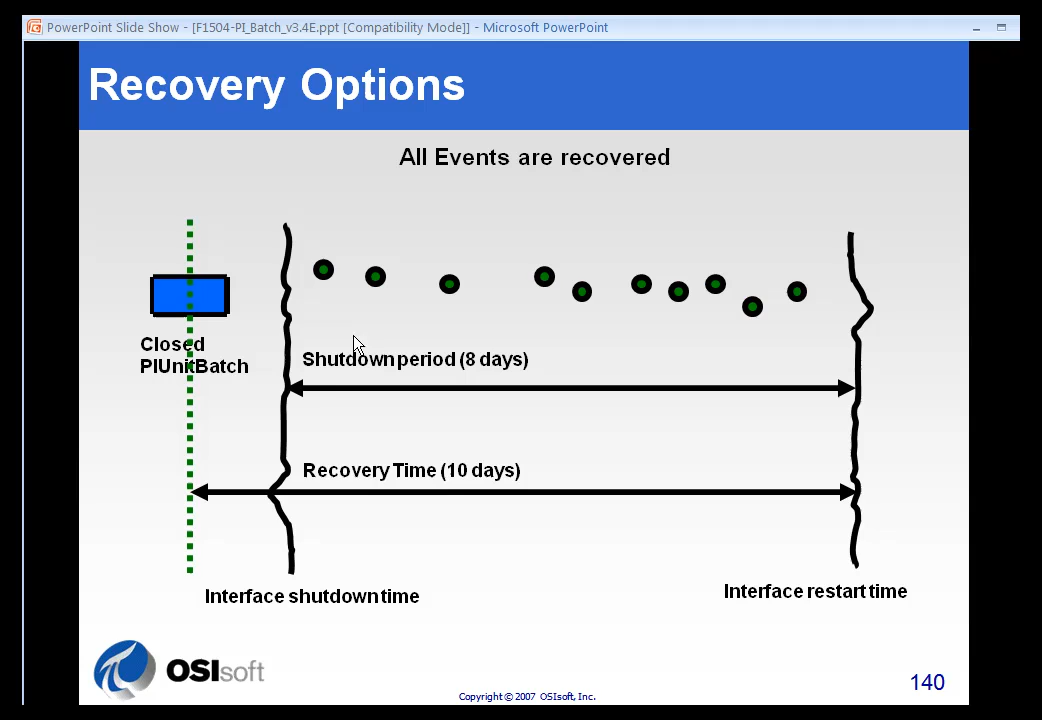 PowerPoint Slide Show - [F1504-PI_Batch_v3.4E.ppt [Compatibility Mode]] - Microsoft PowerPoint
Recovery Options
All Events are recovered
Closed
PIUnitBatch
Shutdown period (8 days)
Recovery Time (10 days)
Interface shutdown time
Interface restart time
OSIsoft
Copyright © 2007 OSIsoft, Inc.
140